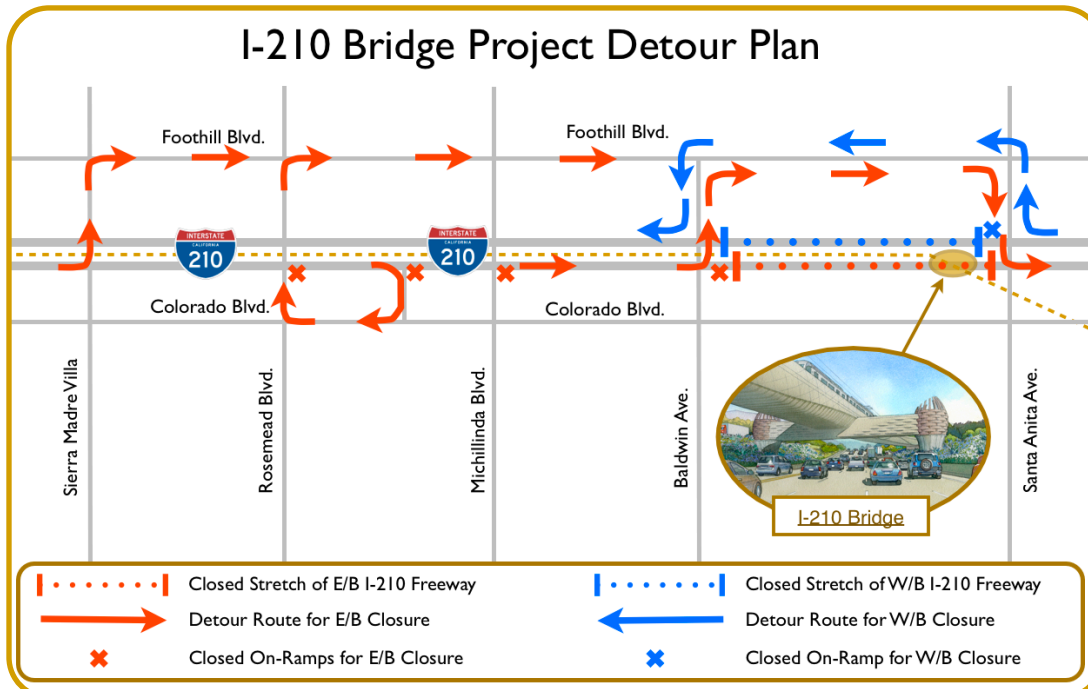 I-210 Bridge Project Detour Plan
Foothill Blvd.
Foothill Blvd.
INTERSTATE
CALIFORNIA
210
INTERSTATE
CALIFORNIA
210
Colorado Blvd.
Colorado Blvd.
Sierra Madre Villa
Rosemead Blvd.
Michillinda Blvd.
Baldwin Ave.
Santa Anita Ave.
I-210 Bridge
Closed Stretch of E/B I-210 Freeway
Closed Stretch of W/B I-210 Freeway
Detour Route for E/B Closure
Detour Route for W/B Closure
Closed On-Ramps for E/B Closure
Closed On-Ramp for W/B Closure